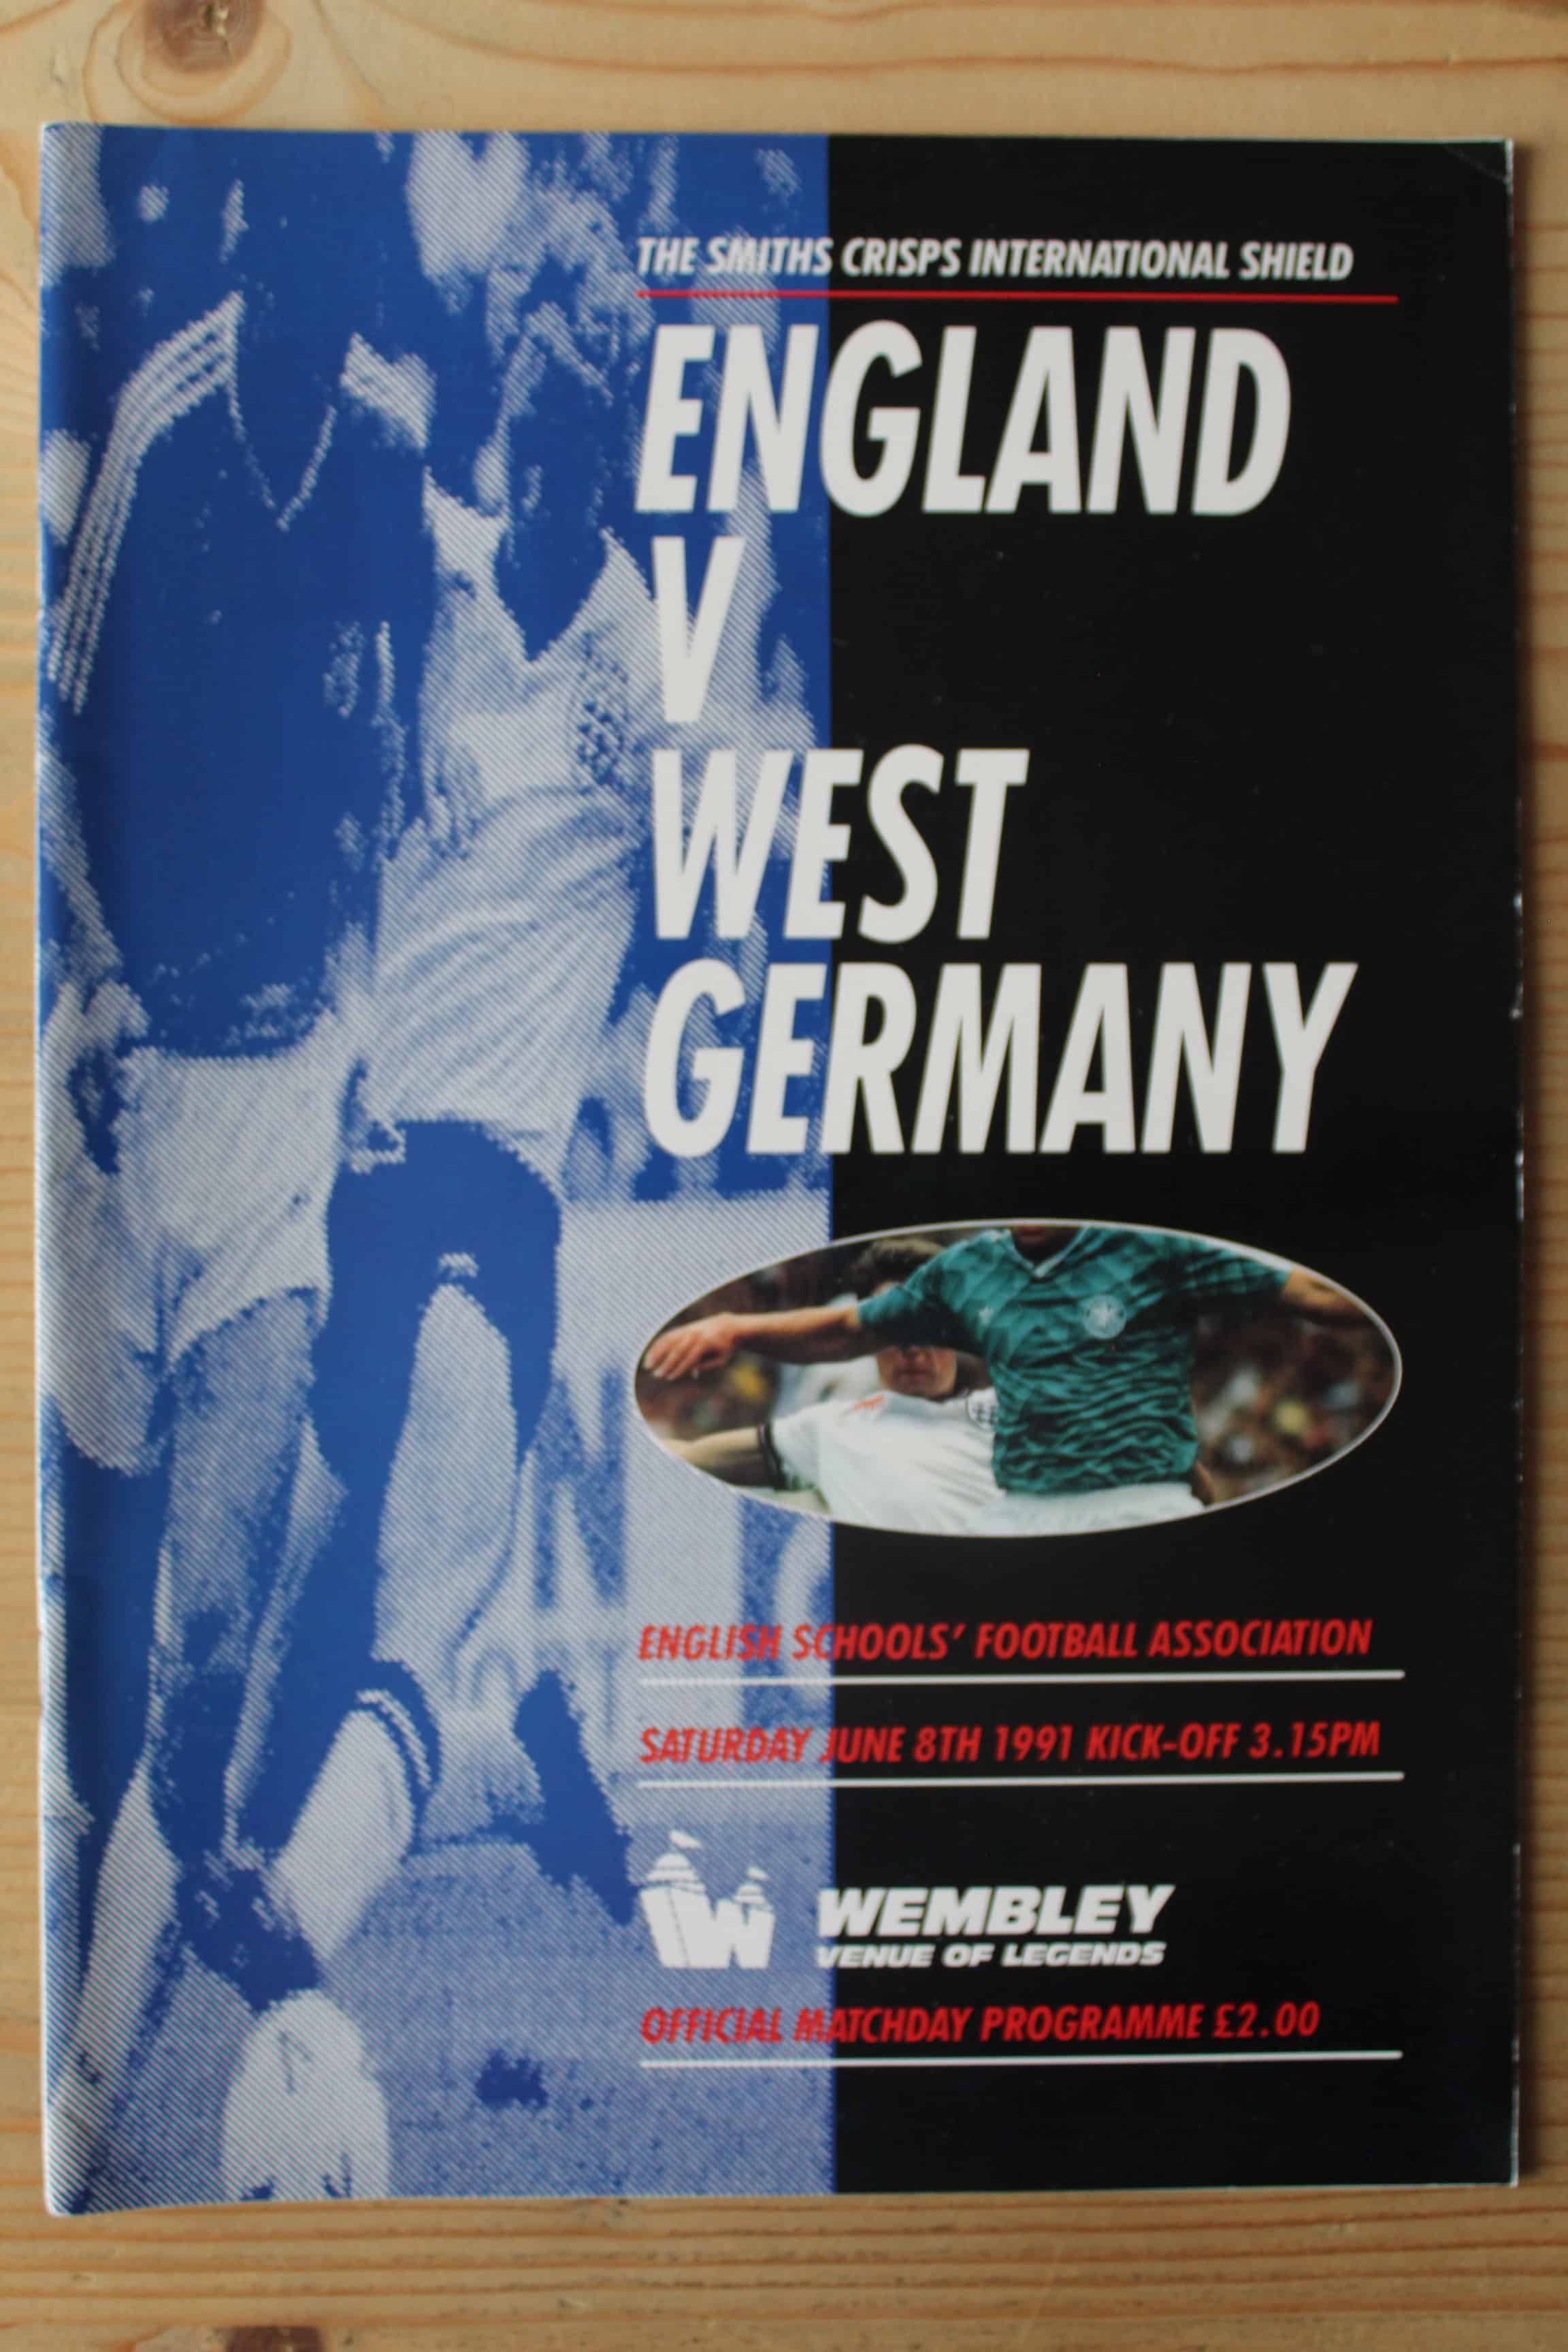 THE SMITHS CRISPS INTERNATIONAL SHIELD
ENGLAND
V
WEST
GERMANY
ENGLISH SCHOOLS' FOOTBALL ASSOCIATION
SATURDAY JUNE 8TH 1991 KICK-OFF 3.15PM
W WEMBLEY
VENUE OF LEGENDS
OFFICIAL MATCHDAY PROGRAMME £2.00